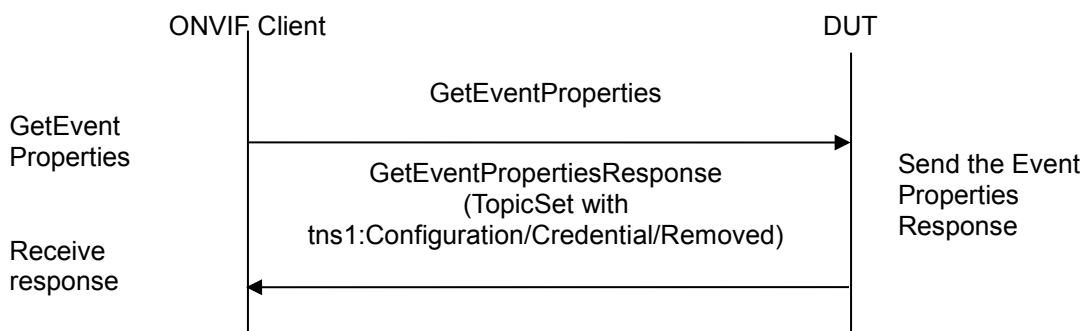 ONVIF Client
DUT
GetEventProperties
GetEvent
Properties
GetEventPropertiesResponse
(TopicSet with
tns1:Configuration/Credential/Removed)
Send the Event
Properties
Response
Receive
response